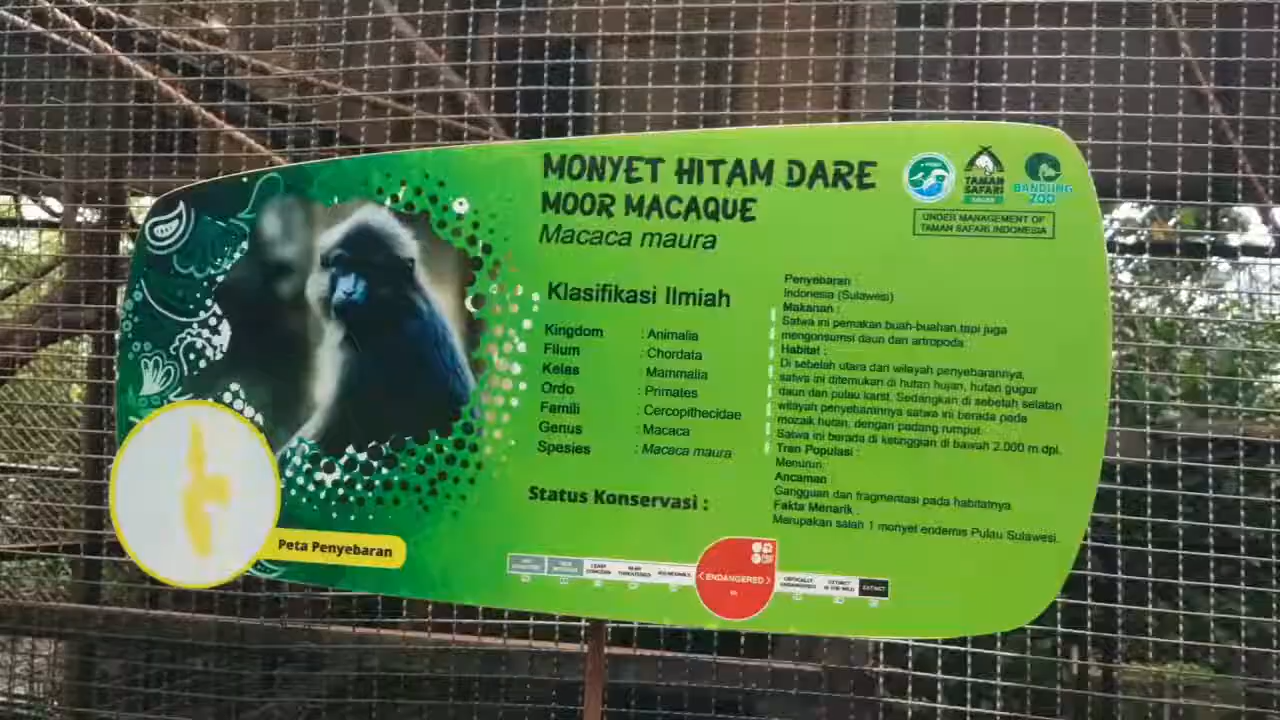 MONYET HITAM DARE
MOOR MACAQUE
Macaca maura
TAMAN
SAFARI
BANDUNG
ZOO
UNDER MANAGEMENT OF
TAMAN SAFARI INDONESIA
Klasifikasi Ilmiah
Kingdom : Animalia
Filum : Chordata
Kelas : Mammalia
Ordo : Primates
Famili : Cercopithecidae
Genus : Macaca
Spesies : Macaca maura
Status Konservasi :
Penyebaran :
Indonesia (Sulawesi)
Makanan :
Satwa ini pemakan buah-buahan tapi juga
mengonsumsi daun dan artropoda
Habitat :
Di sebelah utara dari wilayah penyebarannya,
satwa ini ditemukan di hutan hujan, hutan gugur
daun dan pulau karst. Sedangkan di sebelah selatan
wilayah penyebarannya satwa ini berada pada
mozaik hutan, dengan padang rumput.
Satwa ini berada di ketinggian di bawah 2.000 m dpl.
Tren Populasi :
Menurun
Ancaman
Gangguan dan fragmentasi pada habitatnya
Fakta Menarik :
Merupakan salah 1 monyet endemis Pulau Sulawesi.
Peta Penyebaran
LEAST
CONCERN
NEAR
THREATENED
VULNERABLE
ENDANGERED
CRITICALLY
ENDANGERED
EXTINCT
IN THE WILD
EXTINCT